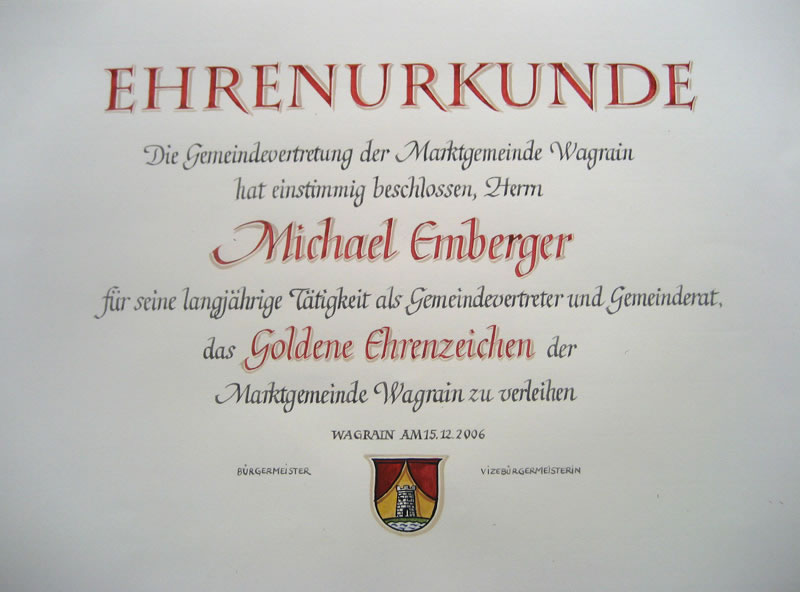 EHRENURKUNDE
Die Gemeindevertretung der Marktgemeinde Wagrain
hat einstimmig beschlossen, Herrn
Michael Emberger
für seine langjährige Tätigkeit als Gemeindevertreter und Gemeinderat,
das Goldene Ehrenzeichen der
Marktgemeinde Wagrain zu verleihen
WAGRAIN AM 15.12.2006
BÜRGERMEISTER VIZEBÜRGERMEISTERIN